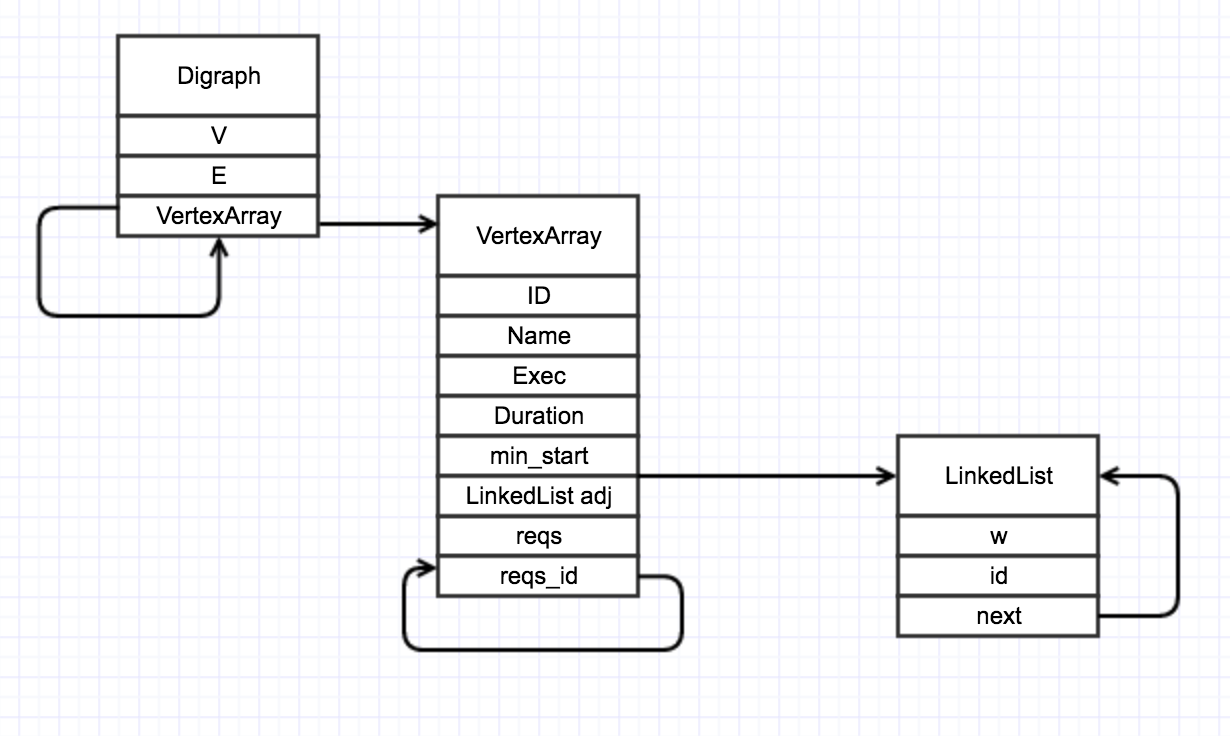 Digraph
V
E
VertexArray
VertexArray
ID
Name
Exec
Duration
min_start
LinkedList adj
reqs
reqs_id
LinkedList
w
id
next